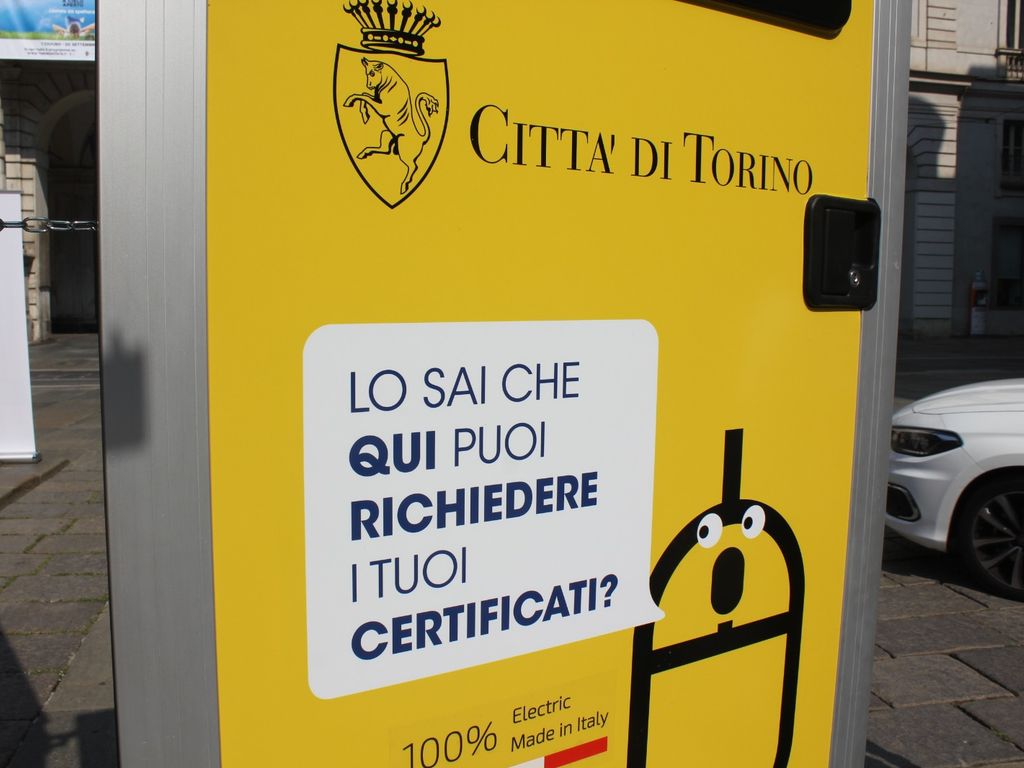 CITTA' DI TORINO
LO SAI CHE
QUI PUOI
RICHIEDERE
I TUOI
CERTIFICATI?
100% Electric
Made in Italy